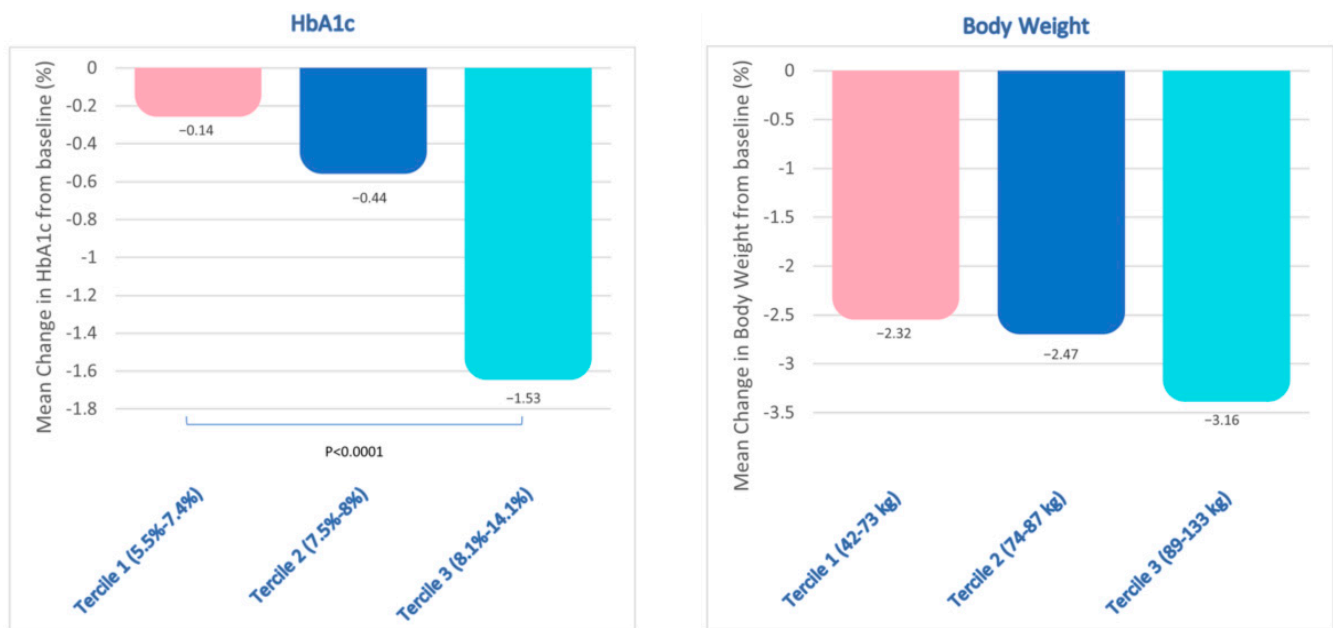 HbA1c
Mean Change in HbA1c from baseline (%)
0
-0.2
-0.4
-0.6
-0.8
-1
-1.2
-1.4
-1.6
-1.8
−0.14
−0.44
−1.53
P<0.0001
Tercile 1 (5.5%-7.4%)
Tercile 2 (7.5%-8%)
Tercile 3 (8.1%-14.1%)
Body Weight
Mean Change in Body Weight from baseline (%)
0
-0.5
-1
-1.5
-2
-2.5
-3
-3.5
−2.32
−2.47
−3.16
Tercile 1 (42-73 kg)
Tercile 2 (74-87 kg)
Tercile 3 (89-133 kg)